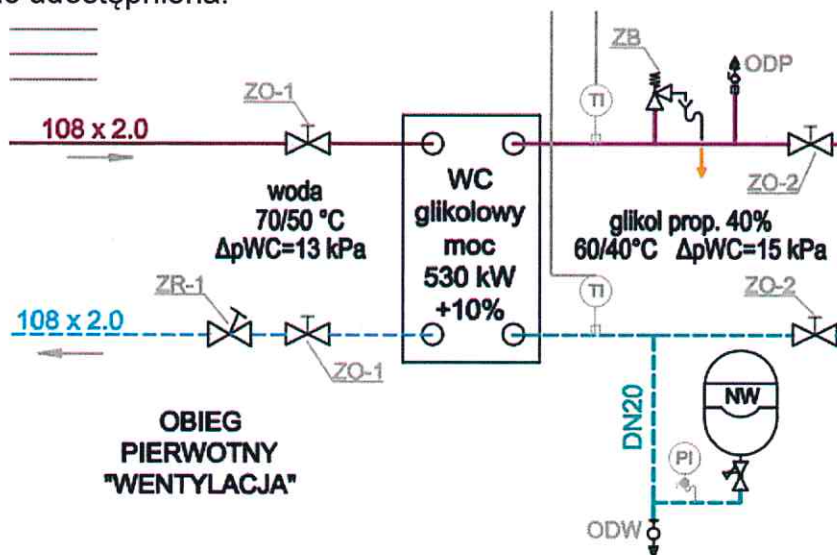 udostępniona.
ZB
ODP
ZO-1
TI
108 x 2.0
ZO-2
woda
70/50 °C
ΔpWC=13 kPa
WC
glikolowy
moc
530 kW
+10%
glikol prop. 40%
60/40°C ΔpWC=15 kPa
ZR-1
TI
ZO-2
108 x 2.0
ZO-1
NW
DN20
OBIEG
PIERWOTNY
"WENTYLACJA"
PI
ODW